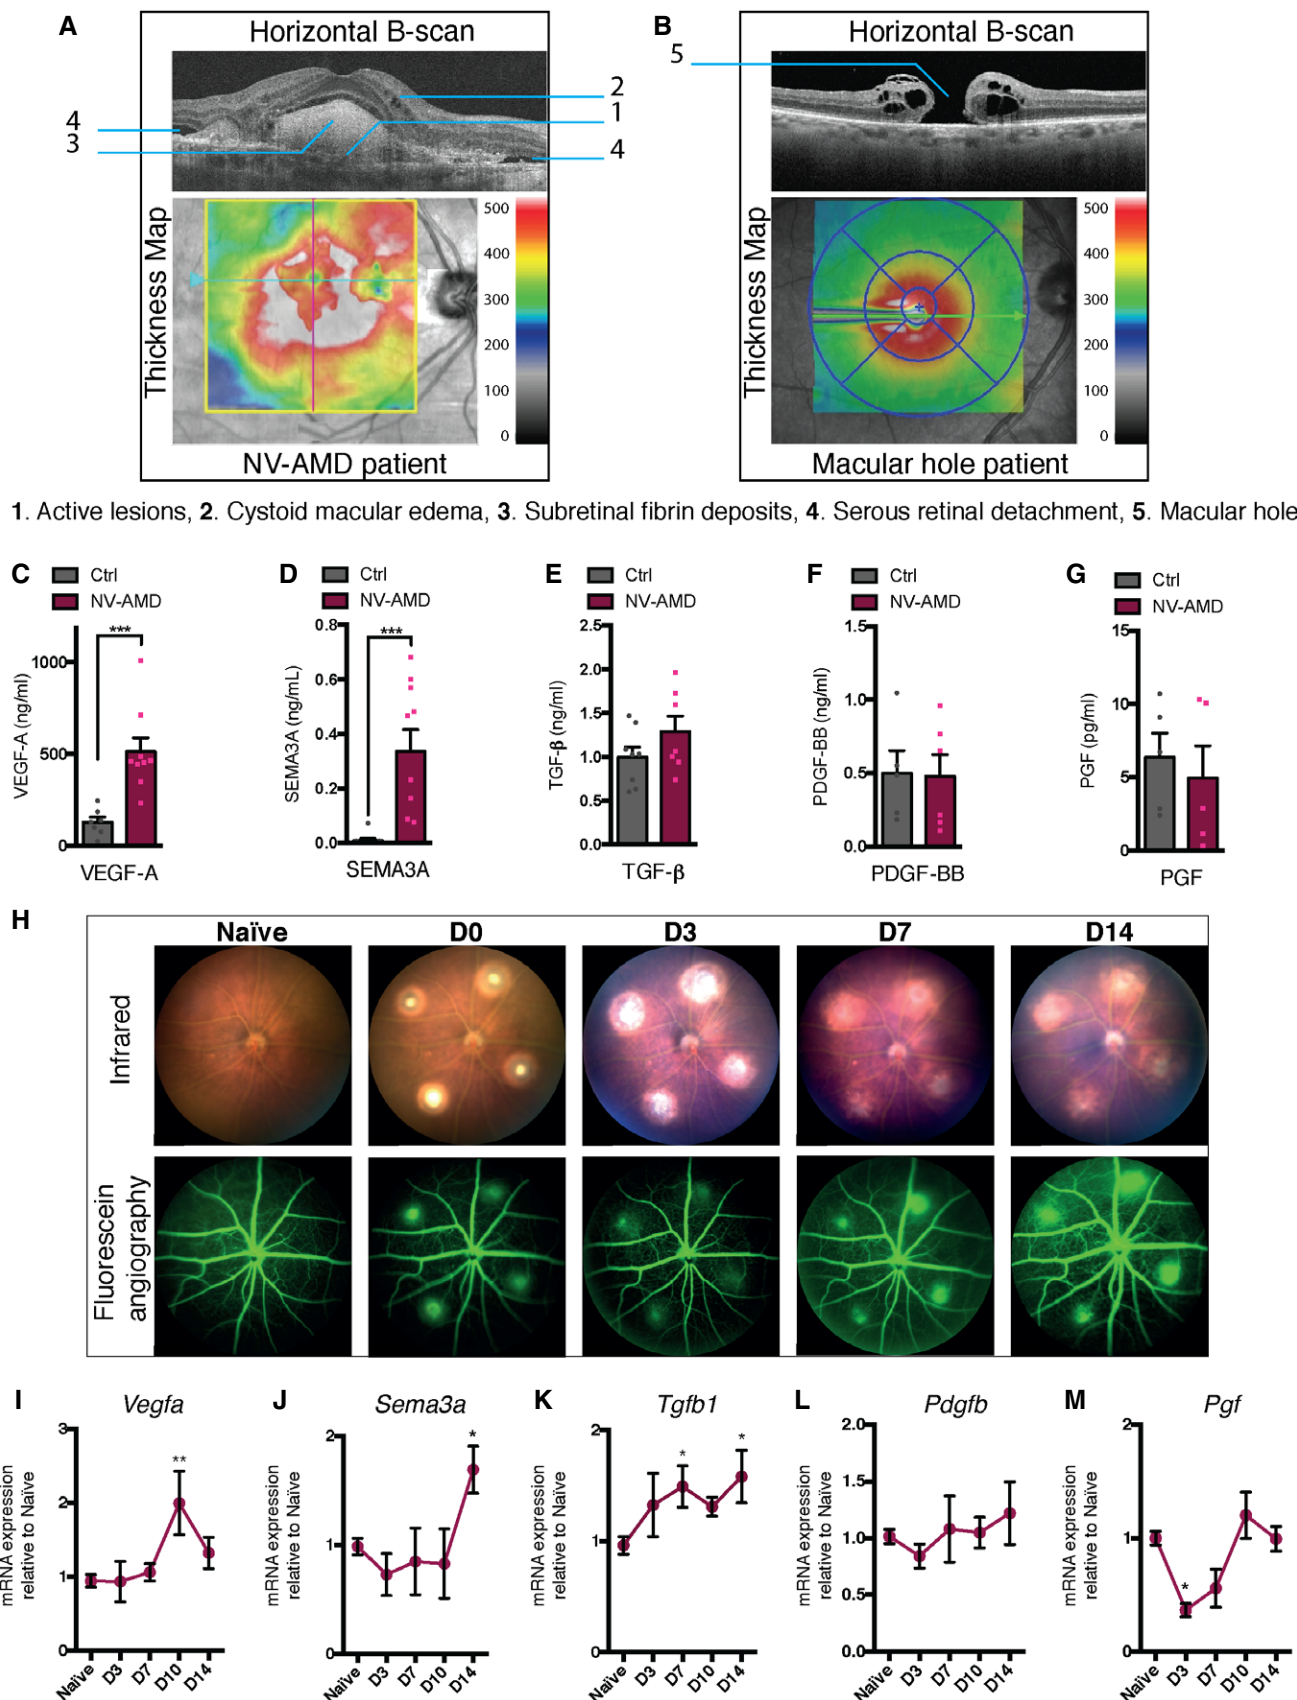 A
Horizontal B-scan
2
1
4
3
4
Thickness Map
500
400
300
200
100
0
NV-AMD patient
B
Horizontal B-scan
5
Thickness Map
500
400
300
200
100
0
Macular hole patient
1. Active lesions, 2. Cystoid macular edema, 3. Subretinal fibrin deposits, 4. Serous retinal detachment, 5. Macular hole
C
Ctrl
NV-AMD
***
1000
500
0
VEGF-A (ng/ml)
VEGF-A
D
Ctrl
NV-AMD
***
0.8
0.6
0.4
0.2
0.0
SEMA3A (ng/mL)
SEMA3A
E
Ctrl
NV-AMD
2.5
2.0
1.5
1.0
0.5
0.0
TGF-β (ng/ml)
TGF-β
F
Ctrl
NV-AMD
1.5
1.0
0.5
0.0
PDGF-BB (ng/ml)
PDGF-BB
G
Ctrl
NV-AMD
15
10
5
0
PGF (pg/ml)
PGF
H
Naïve
D0
D3
D7
D14
Infrared
Fluorescein
angiography
I
Vegfa
3
2
1
0
**
mRNA expression
relative to Naïve
Naïve
D3
D7
D10
D14
J
Sema3a
2
1
0
*
mRNA expression
relative to Naïve
Naïve
D3
D7
D10
D14
K
Tgfb1
2
1
0
*
*
mRNA expression
relative to Naïve
Naïve
D3
D7
D10
D14
L
Pdgfb
2.0
1.5
1.0
0.5
0.0
mRNA expression
relative to Naïve
Naïve
D3
D7
D10
D14
M
Pgf
2
1
0
*
mRNA expression
relative to Naïve
Naïve
D3
D7
D10
D14